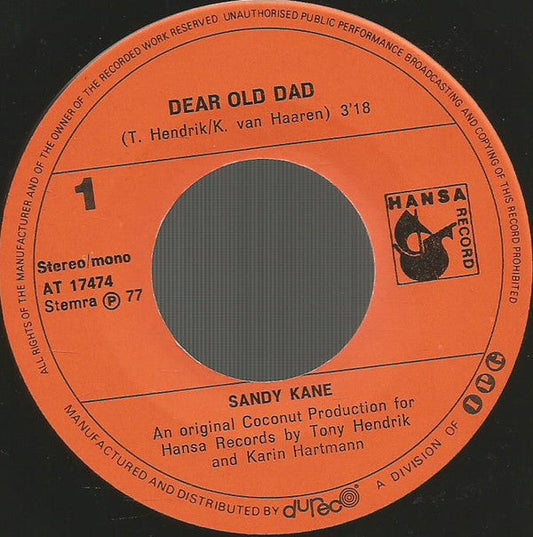 ALL RIGHTS OF THE MANUFACTURER AND OF THE OWNER OF THE RECORDED WORK RESERVED UNAUTHORISED PUBLIC PERFORMANCE BROADCASTING AND COPYING OF THIS RECORD PROHIBITED
DEAR OLD DAD
(T. Hendrik/K. van Haaren) 3'18
1
HANSA
RECORD
Stereo/mono
AT 17474
Stemra Ⓟ 77
SANDY KANE
An original Coconut Production for
Hansa Records by Tony Hendrik
and Karin Hartmann
MANUFACTURED AND DISTRIBUTED BY dureco A DIVISION OF